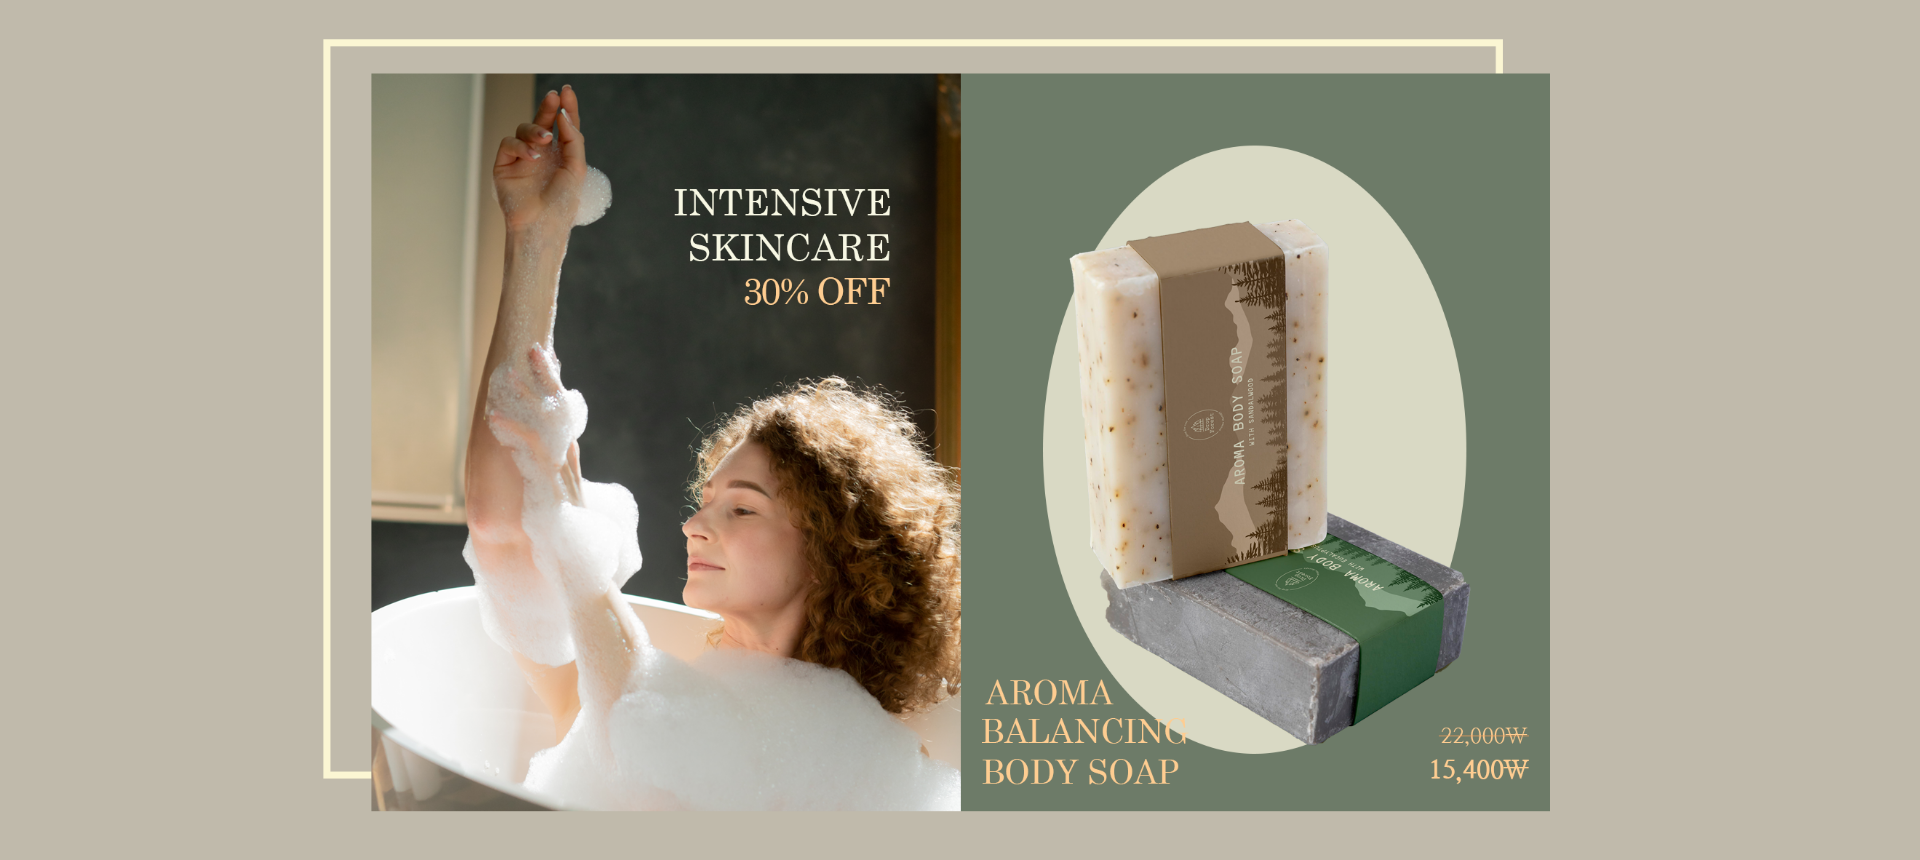 INTENSIVE
SKINCARE
30% OFF
AROMA BODY SOAP
WITH SANDALWOOD
AROMA BODY
AROMA
BALANCING
BODY SOAP
22,000₩
15,400₩